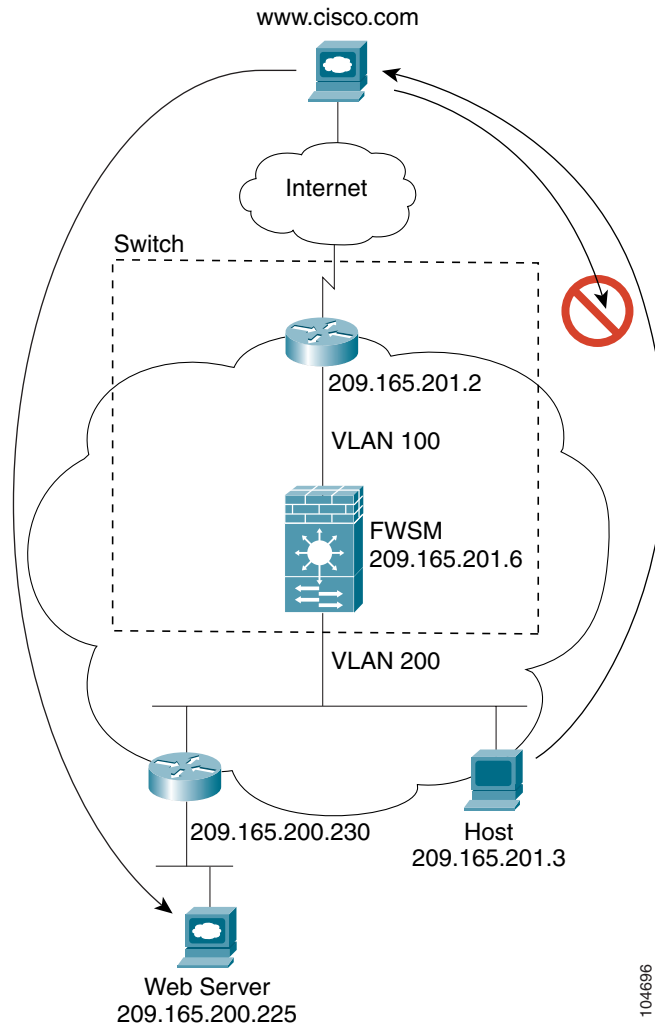 www.cisco.com
Internet
Switch
209.165.201.2
VLAN 100
FWSM
209.165.201.6
VLAN 200
209.165.200.230
Host
209.165.201.3
Web Server
209.165.200.225
104696